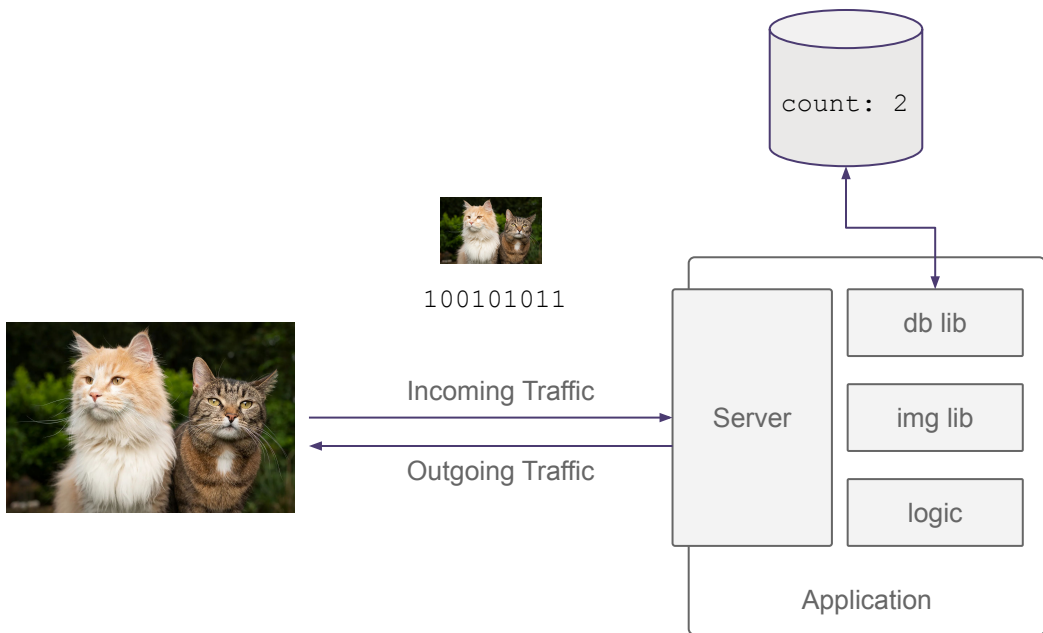 count: 2
100101011
Incoming Traffic
Outgoing Traffic
Server
db lib
img lib
logic
Application